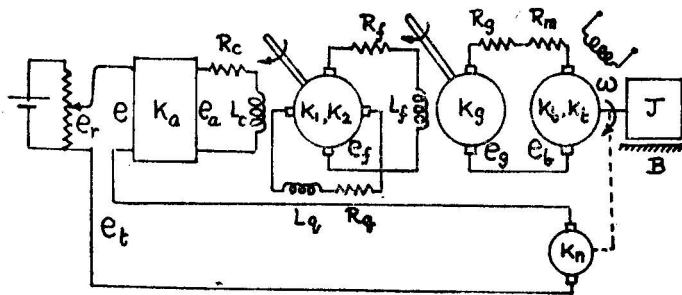 R_c
R_f
R_g
R_m
e_r
e
K_a
e_a
L_c
K_1, K_2
e_f
L_f
K_g
e_g
e_b
K_b, K_t
ω
J
B
L_q
R_q
e_t
K_n